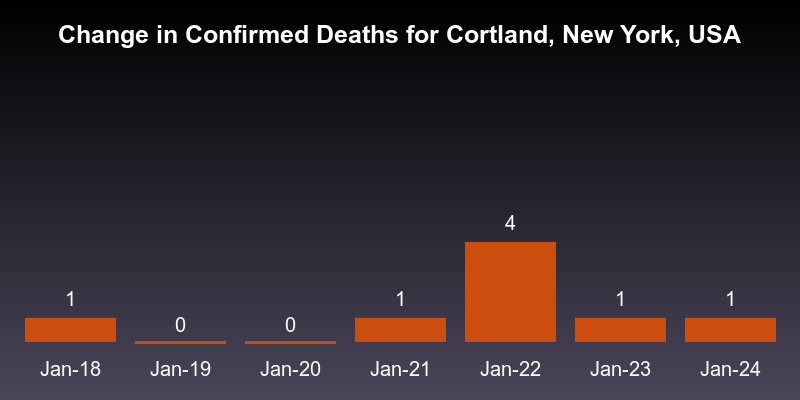 Change in Confirmed Deaths for Cortland, New York, USA
4
1 1 1 1
0 0
Jan-18 Jan-19 Jan-20 Jan-21 Jan-22 Jan-23 Jan-24